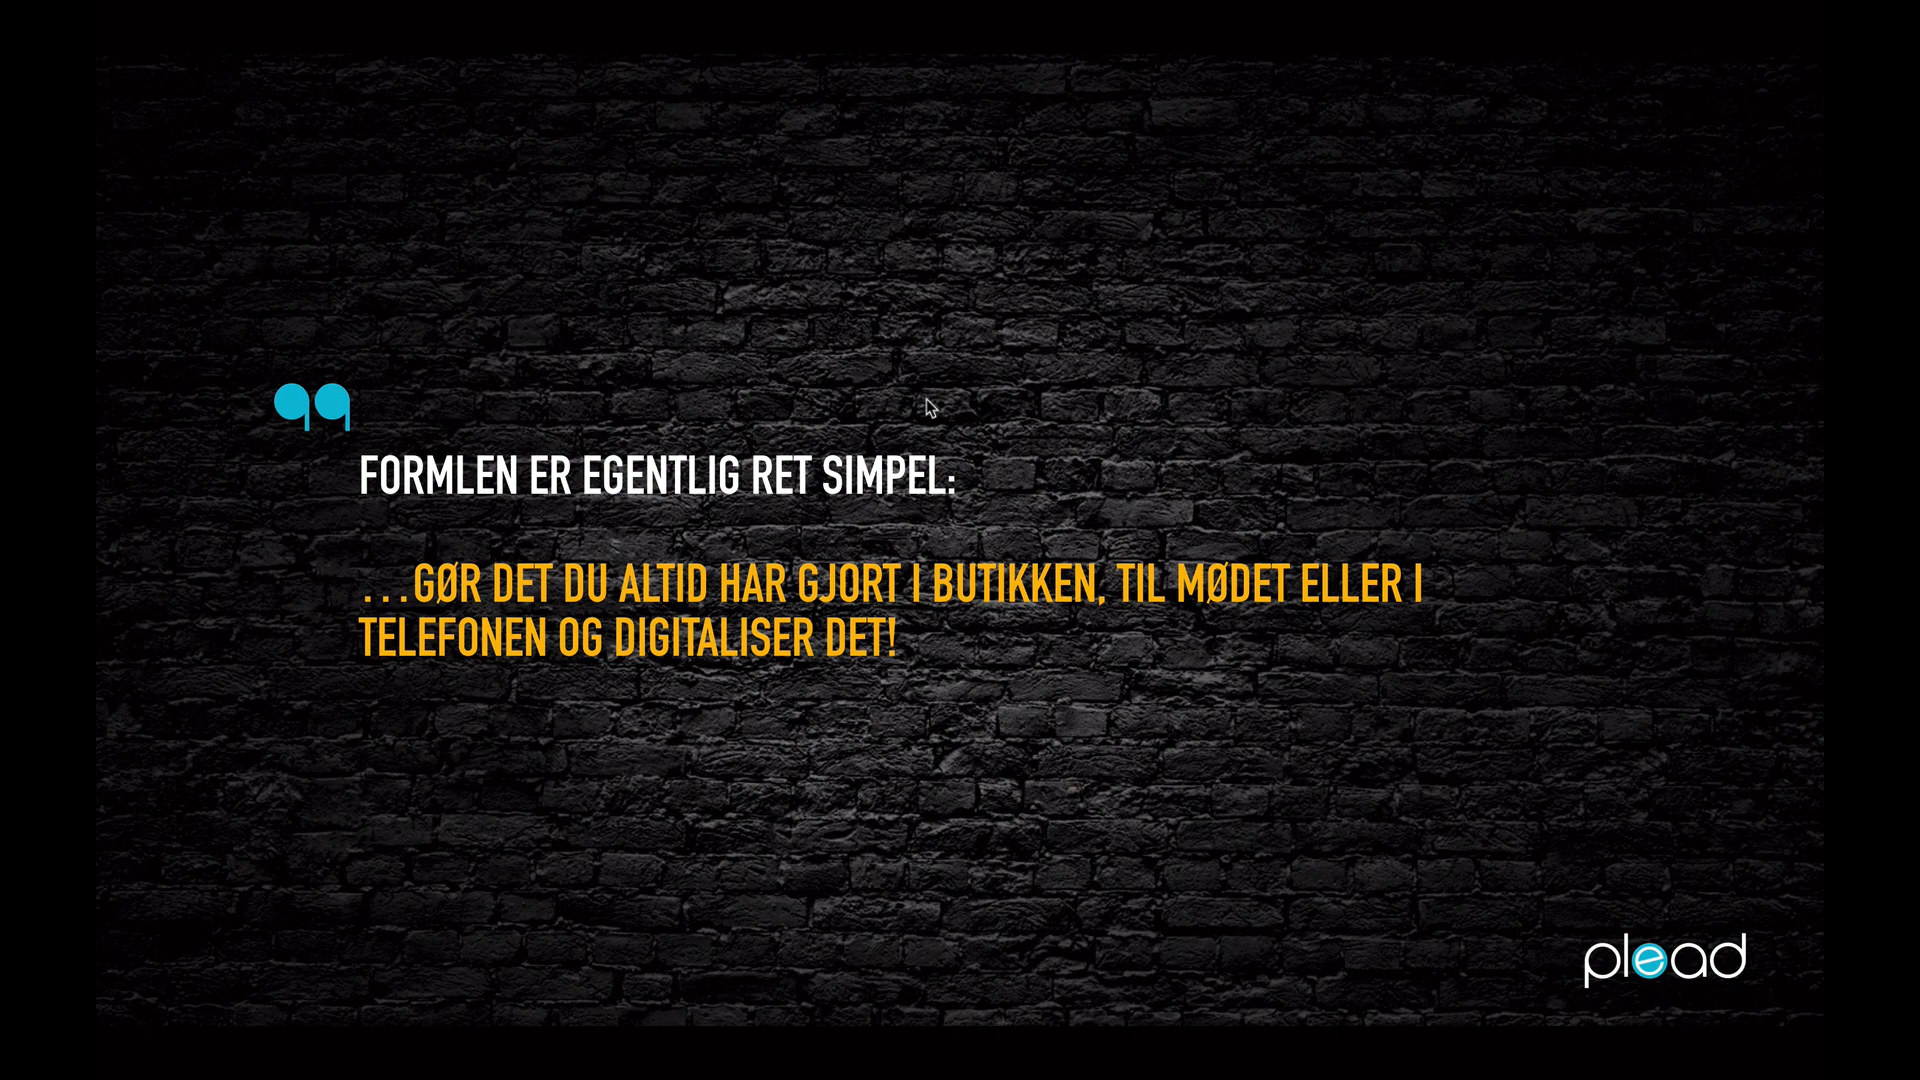 FORMLEN ER EGENTLIG RET SIMPEL:
...GØR DET DU ALTID HAR GJORT I BUTIKKEN, TIL MØDET ELLER I
TELEFONEN OG DIGITALISER DET!
plead